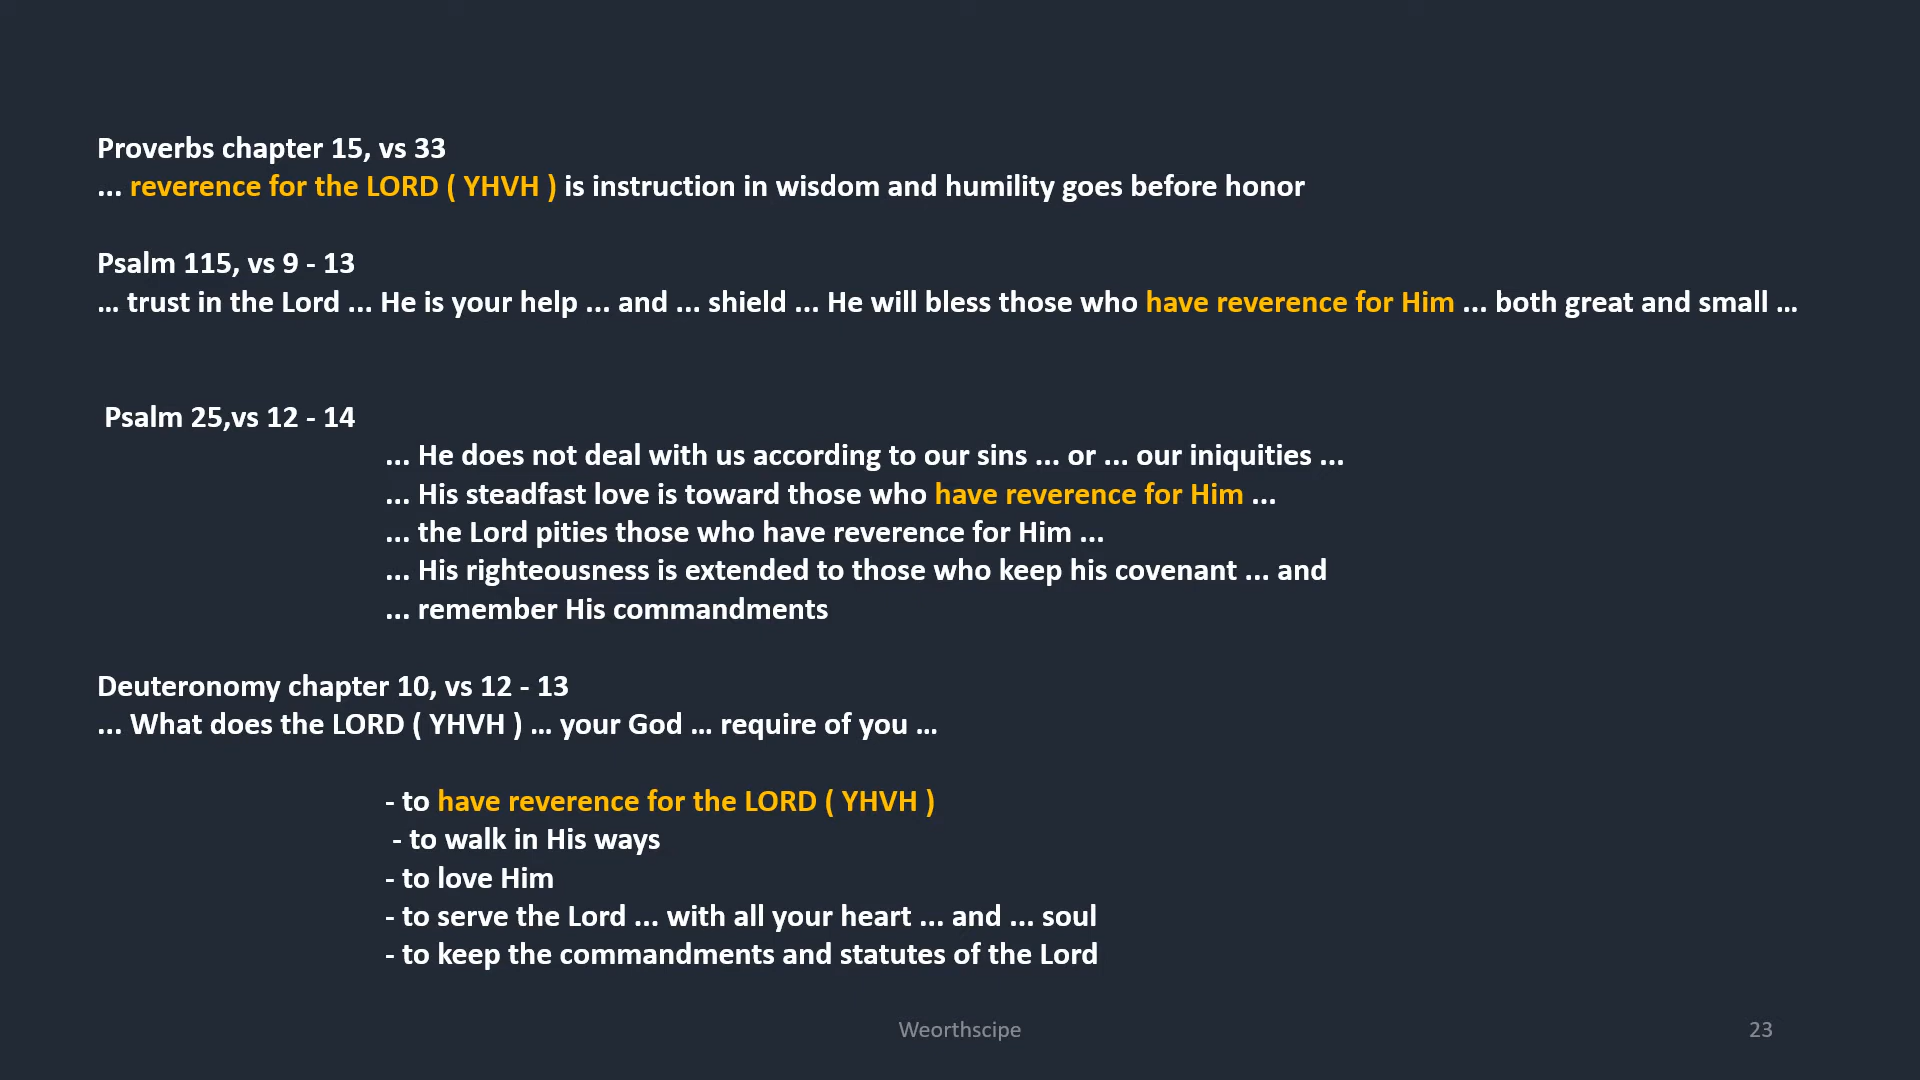 Proverbs chapter 15, vs 33
... reverence for the LORD ( YHVH ) is instruction in wisdom and humility goes before honor
Psalm 115, vs 9 - 13
... trust in the Lord ... He is your help ... and ... shield ... He will bless those who have reverence for Him ... both great and small ...
Psalm 25,vs 12 - 14
... He does not deal with us according to our sins ... or ... our iniquities ...
... His steadfast love is toward those who have reverence for Him ...
... the Lord pities those who have reverence for Him ...
... His righteousness is extended to those who keep his covenant ... and
... remember His commandments
Deuteronomy chapter 10, vs 12 - 13
... What does the LORD ( YHVH ) ... your God ... require of you ...
- to have reverence for the LORD ( YHVH )
- to walk in His ways
- to love Him
- to serve the Lord ... with all your heart ... and ... soul
- to keep the commandments and statutes of the Lord
Weorthscipe
23